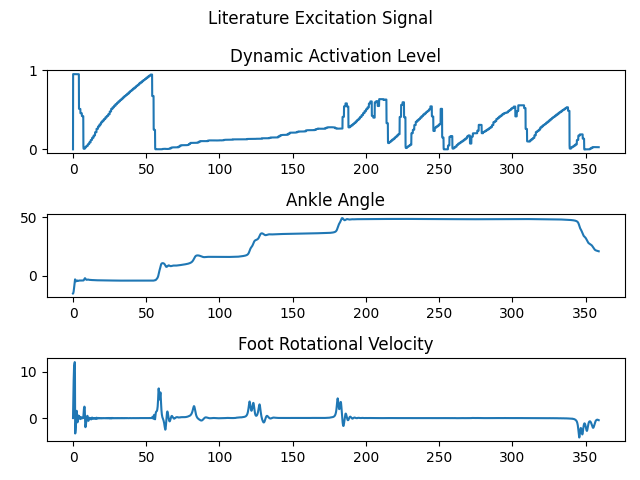 Literature Excitation Signal
Dynamic Activation Level
1
0
0 50 100 150 200 250 300 350
Ankle Angle
50
0
0 50 100 150 200 250 300 350
Foot Rotational Velocity
10
0
0 50 100 150 200 250 300 350